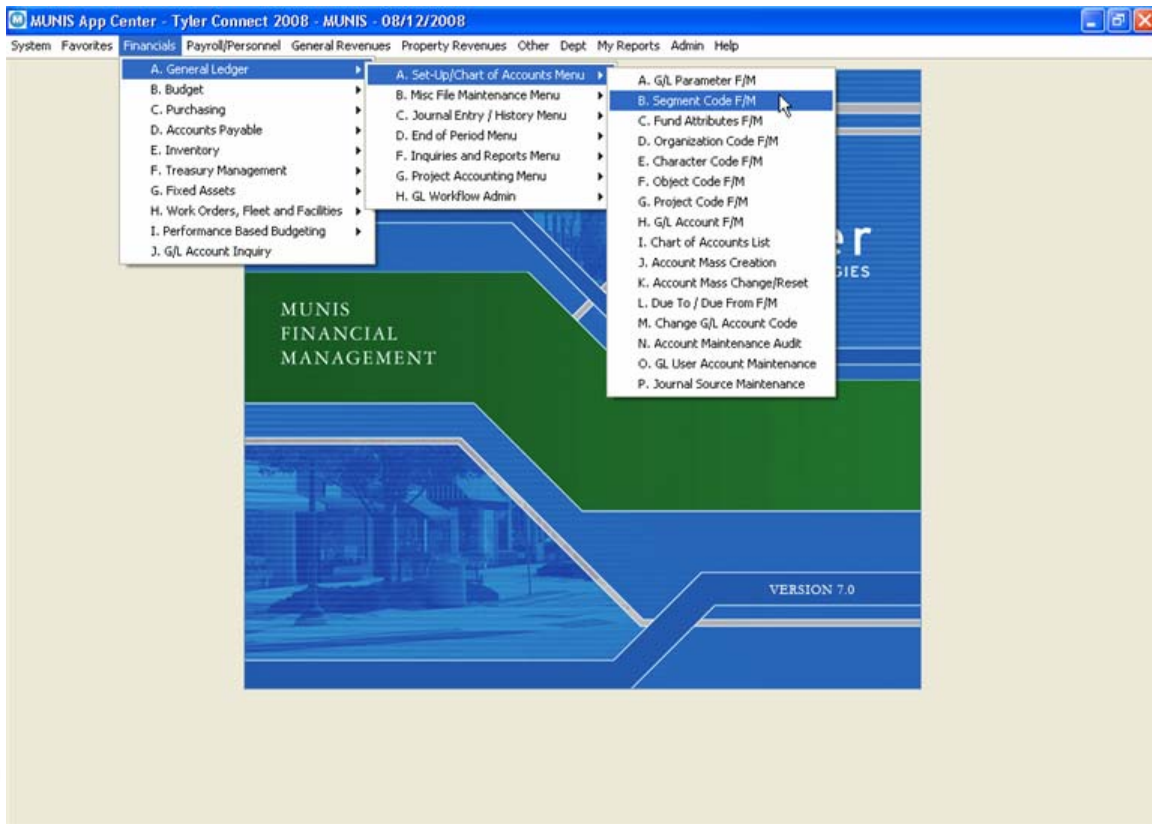 MUNIS App Center - Tyler Connect 2008 - MUNIS - 08/12/2008
System Favorites Financials Payroll/Personnel General Revenues Property Revenues Other Dept My Reports Admin Help
A. General Ledger
B. Budget
C. Purchasing
D. Accounts Payable
E. Inventory
F. Treasury Management
G. Fixed Assets
H. Work Orders, Fleet and Facilities
I. Performance Based Budgeting
J. G/L Account Inquiry
A. Set-Up/Chart of Accounts Menu
B. Misc File Maintenance Menu
C. Journal Entry / History Menu
D. End of Period Menu
F. Inquiries and Reports Menu
G. Project Accounting Menu
H. GL Workflow Admin
A. G/L Parameter F/M
B. Segment Code F/M
C. Fund Attributes F/M
D. Organization Code F/M
E. Character Code F/M
F. Object Code F/M
G. Project Code F/M
H. G/L Account F/M
I. Chart of Accounts List
J. Account Mass Creation
K. Account Mass Change/Reset
L. Due To / Due From F/M
M. Change G/L Account Code
N. Account Maintenance Audit
O. GL User Account Maintenance
P. Journal Source Maintenance
MUNIS
FINANCIAL
MANAGEMENT
VERSION 7.0